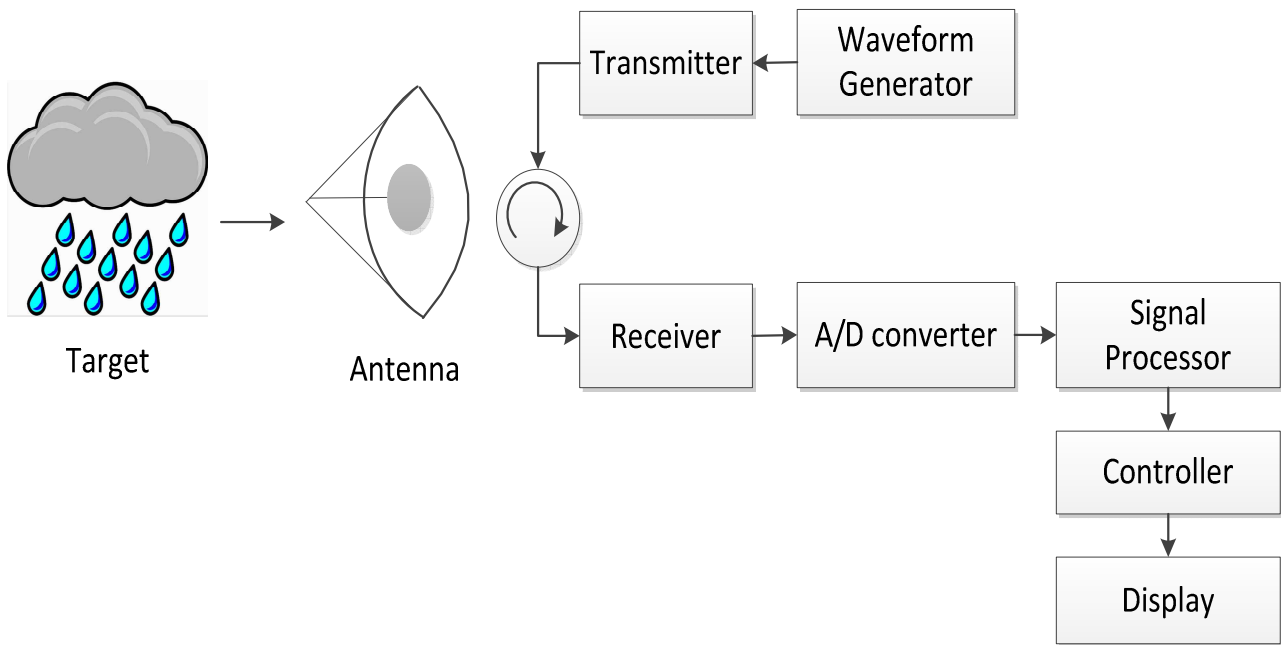 Transmitter
Waveform
Generator
Target
Antenna
Receiver
A/D converter
Signal
Processor
Controller
Display